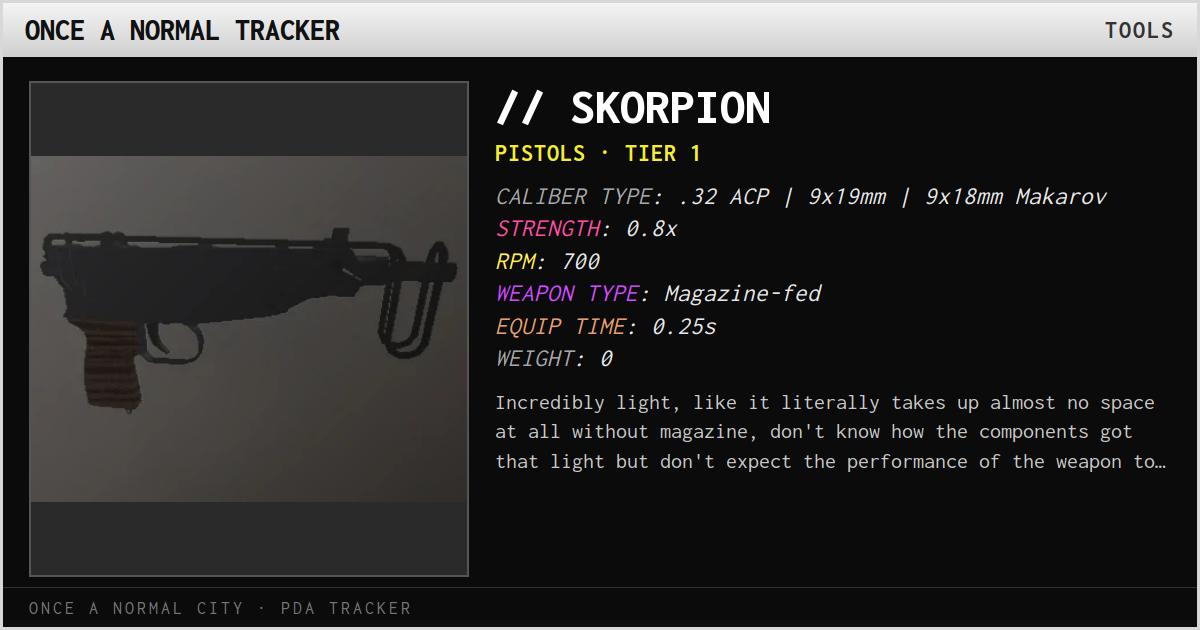 ONCE A NORMAL TRACKER
TOOLS
// SKORPION
PISTOLS · TIER 1
CALIBER TYPE: .32 ACP | 9x19mm | 9x18mm Makarov
STRENGTH: 0.8x
RPM: 700
WEAPON TYPE: Magazine-fed
EQUIP TIME: 0.25s
WEIGHT: 0
Incredibly light, like it literally takes up almost no space
at all without magazine, don't know how the components got
that light but don't expect the performance of the weapon to…
ONCE A NORMAL CITY · PDA TRACKER